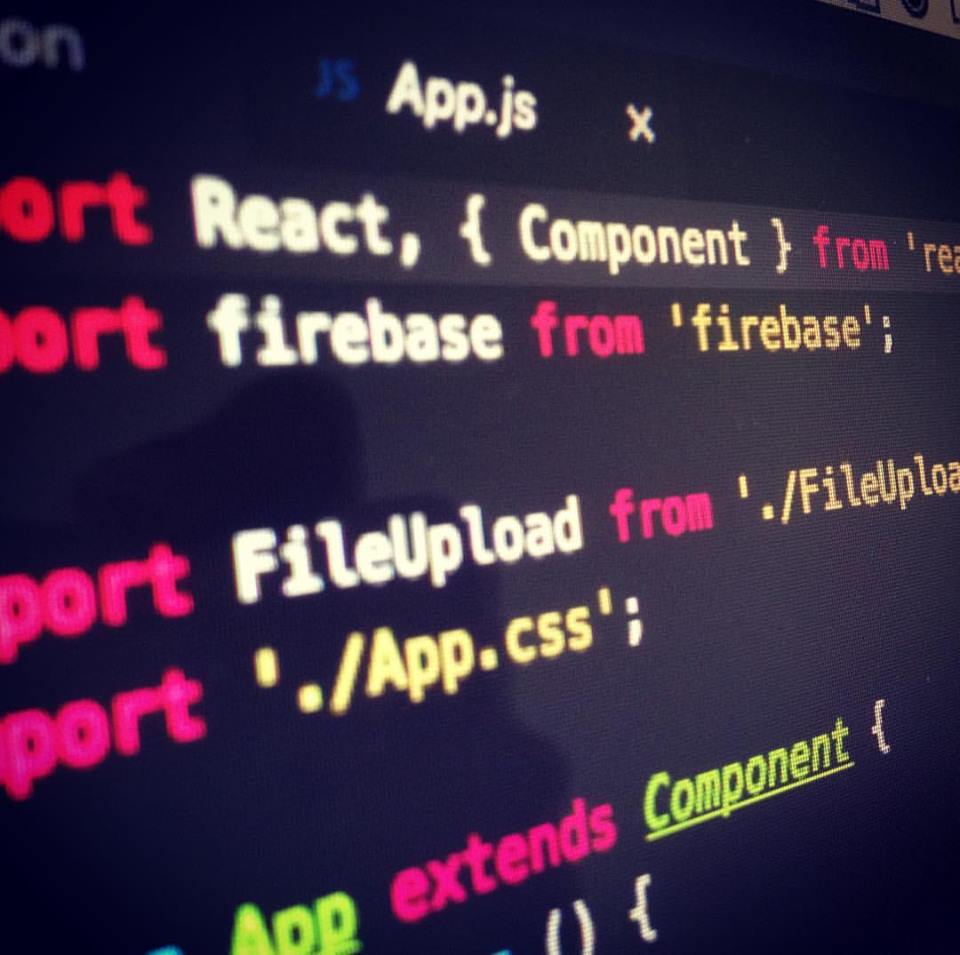 on
JS App.js x
ort React, { Component } from 'rea
port firebase from 'firebase';
port FileUpload from './FileUploa
port './App.css';
App extends Component {
() {